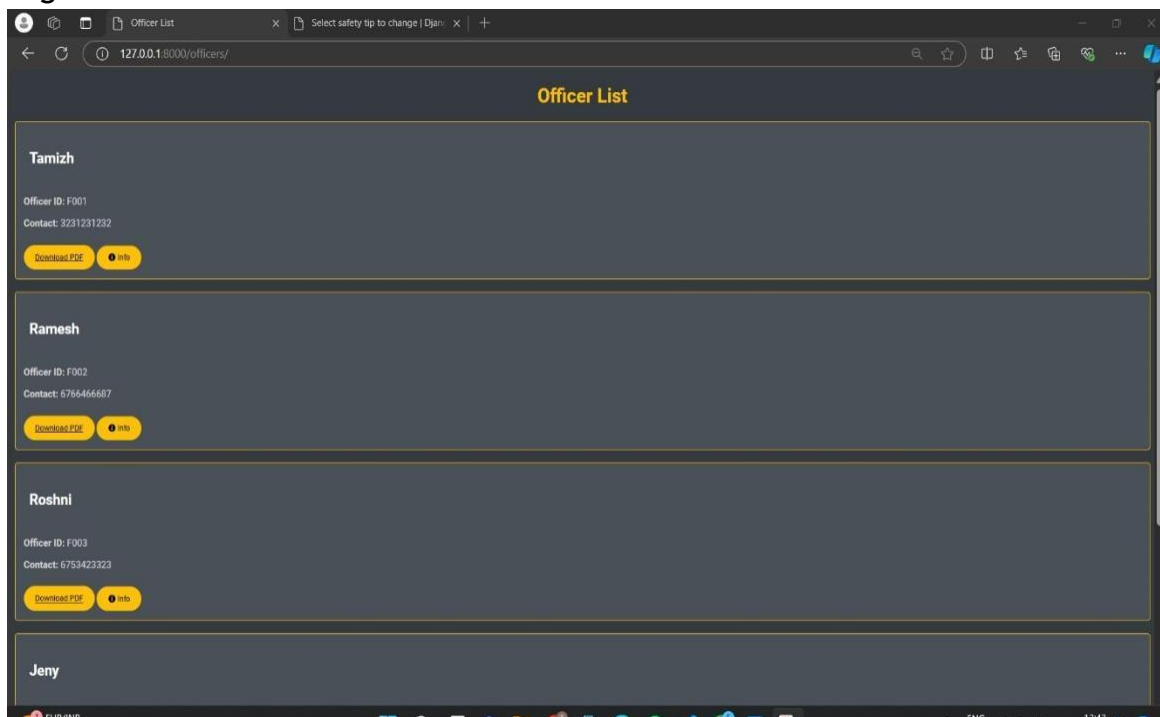 Officer List
Select safety tip to change | Djan
127.0.0.1:8000/officers/
Officer List
Tamizh
Officer ID: F001
Contact: 3231231232
Download PDF
Info
Ramesh
Officer ID: F002
Contact: 6766466687
Download PDF
Info
Roshni
Officer ID: F003
Contact: 6753423323
Download PDF
Info
Jeny